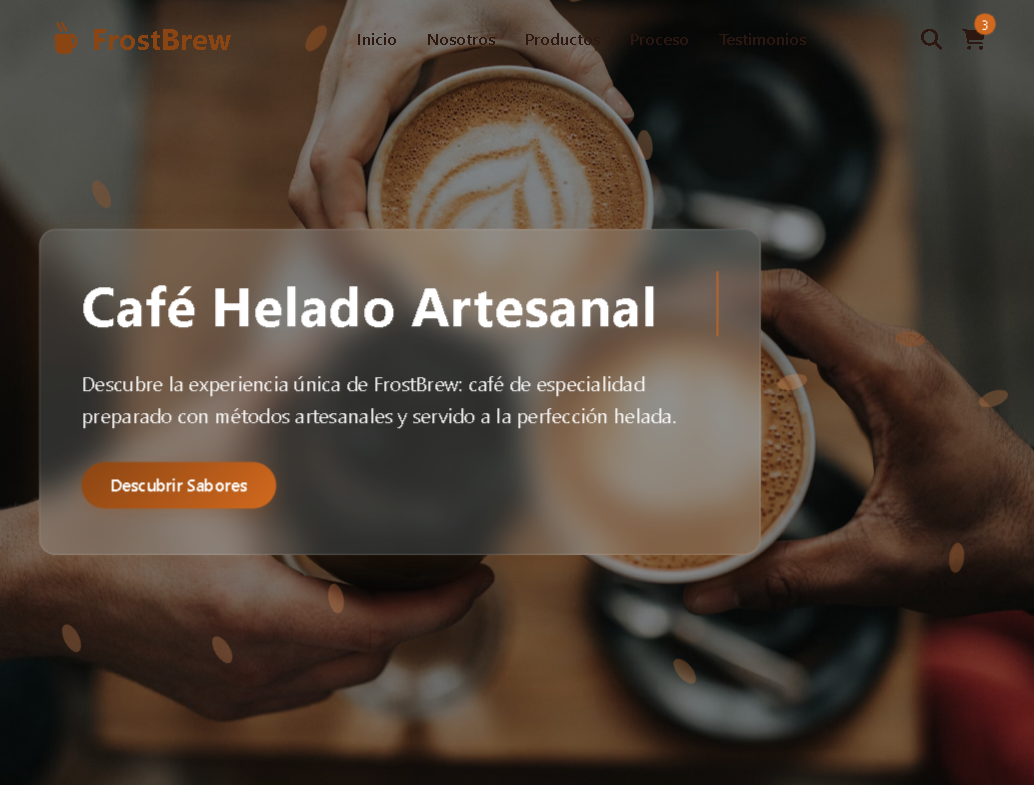 FrostBrew
Inicio Nosotros Productos Proceso Testimonios
3
Café Helado Artesanal
Descubre la experiencia única de FrostBrew: café de especialidad
preparado con métodos artesanales y servido a la perfección helada.
Descubrir Sabores